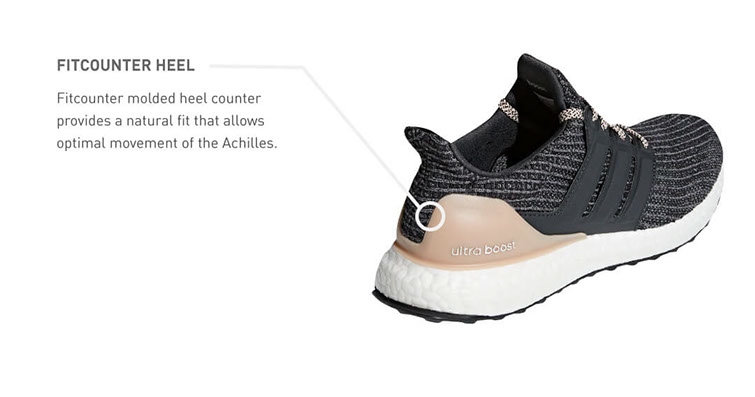 FITCOUNTER HEEL
Fitcounter molded heel counter
provides a natural fit that allows
optimal movement of the Achilles.
ultra boost